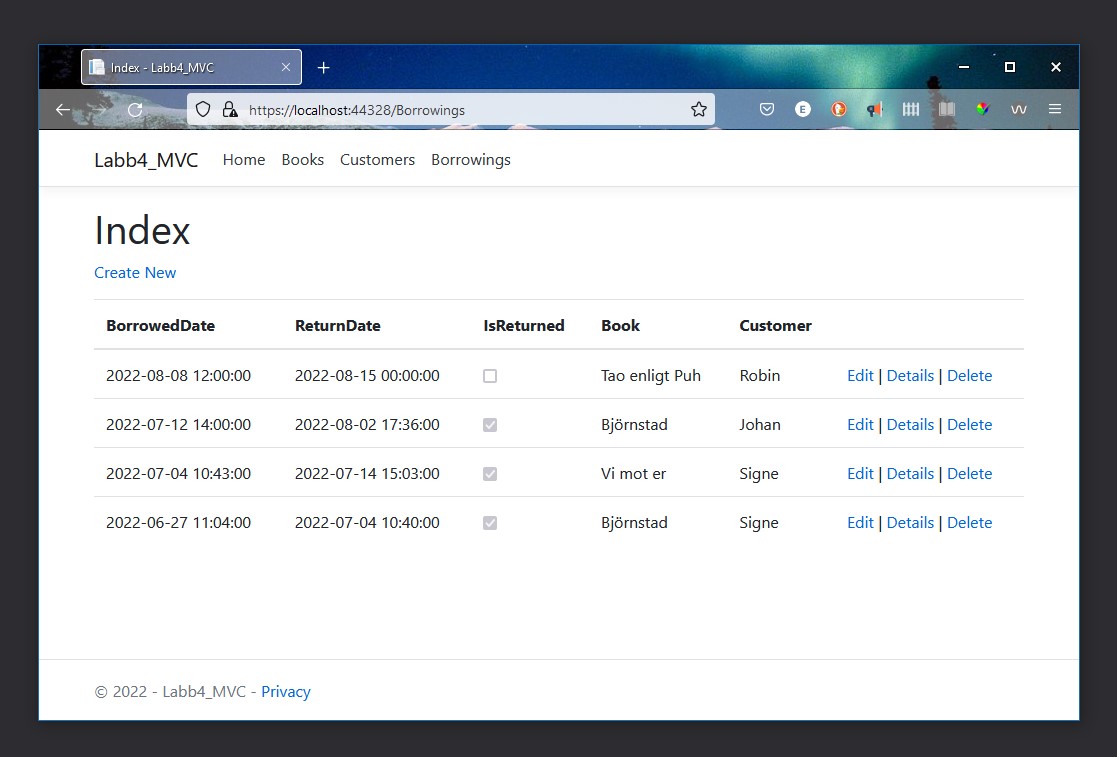 Index - Labb4_MVC
https://localhost:44328/Borrowings
E
Labb4_MVC Home Books Customers Borrowings
Index
Create New
BorrowedDate ReturnDate IsReturned Book Customer
2022-08-08 12:00:00 2022-08-15 00:00:00 Tao enligt Puh Robin Edit | Details | Delete
2022-07-12 14:00:00 2022-08-02 17:36:00 Björnstad Johan Edit | Details | Delete
2022-07-04 10:43:00 2022-07-14 15:03:00 Vi mot er Signe Edit | Details | Delete
2022-06-27 11:04:00 2022-07-04 10:40:00 Björnstad Signe Edit | Details | Delete
© 2022 - Labb4_MVC - Privacy